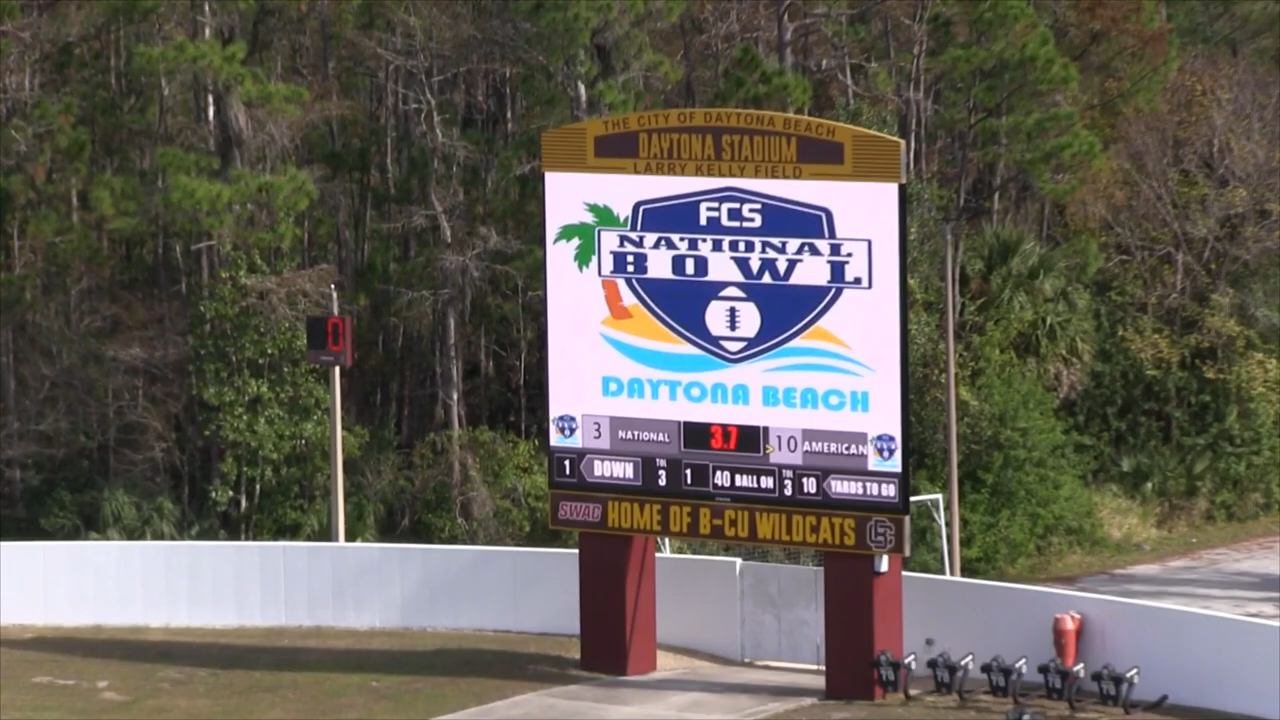 THE CITY OF DAYTONA BEACH
DAYTONA STADIUM
LARRY KELLY FIELD
FCS
NATIONAL
BOWL
DAYTONA BEACH
3 NATIONAL 3.7 > 10 AMERICAN
1 DOWN TOL 3 1 40 BALL ON TOL 3 10 YARDS TO GO
SWAC HOME OF B-CU WILDCATS BC
0